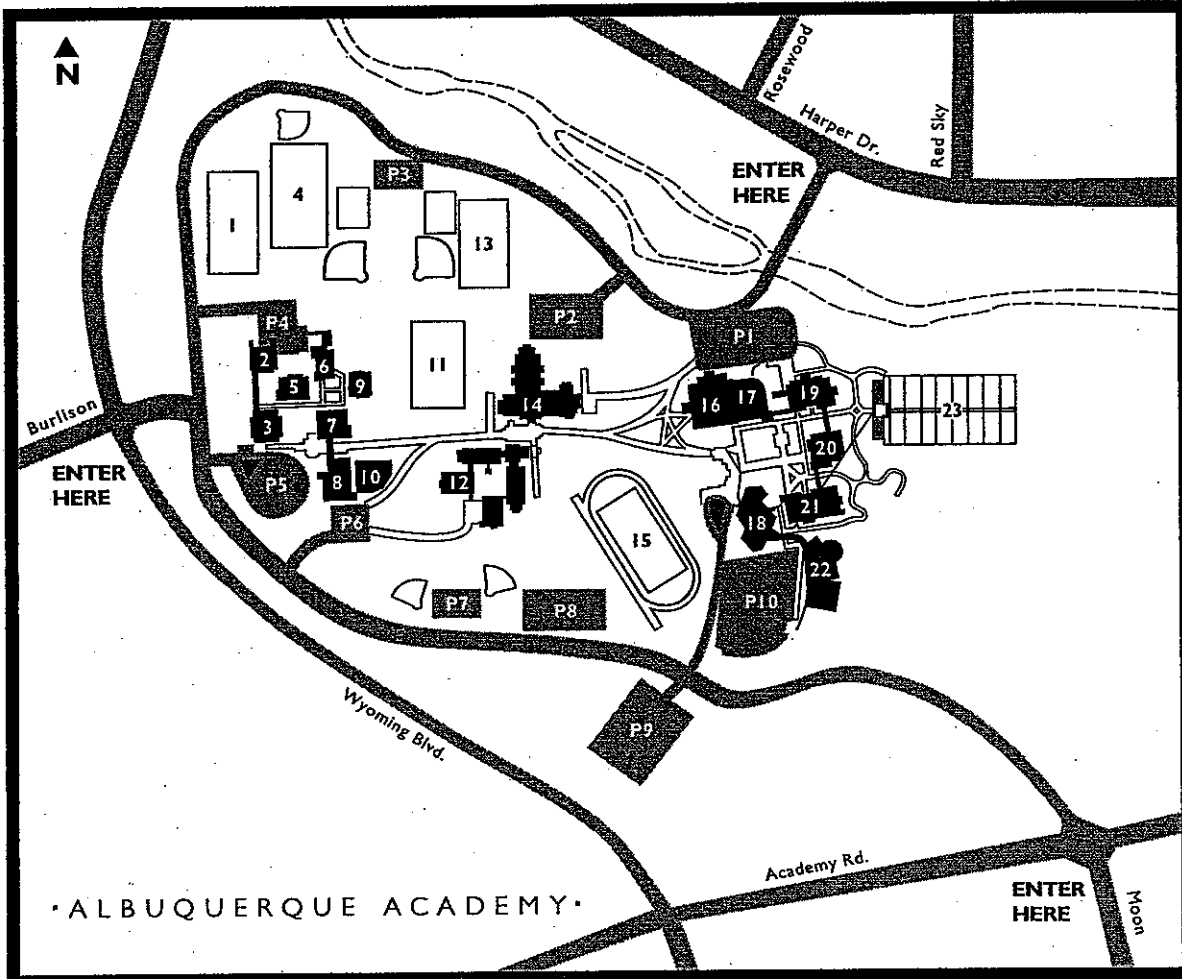 N
Rosewood
Harper Dr.
Red Sky
ENTER
HERE
P3
4
1
13
P2
P1
P4
2
6
5
9
11
3
7
14
16
17
19
23
20
Burlison
ENTER
HERE
P5
8
10
P6
12
15
18
21
22
P7
P8
P10
P9
Wyoming Blvd.
Academy Rd.
ENTER
HERE
Moon
·ALBUQUERQUE ACADEMY·